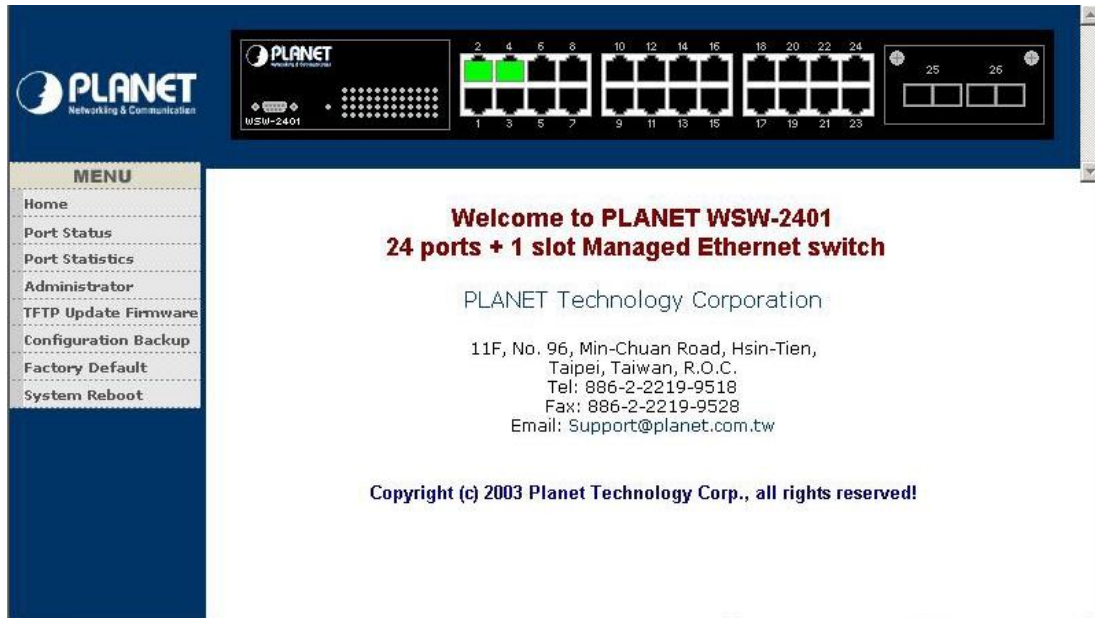 PLANET
Networking & Communication
PLANET
WSW-2401
2 4 6 8 10 12 14 16 18 20 22 24
25 26
1 3 5 7 9 11 13 15 17 19 21 23
MENU
Home
Port Status
Port Statistics
Administrator
TFTP Update Firmware
Configuration Backup
Factory Default
System Reboot
Welcome to PLANET WSW-2401
24 ports + 1 slot Managed Ethernet switch
PLANET Technology Corporation
11F, No. 96, Min-Chuan Road, Hsin-Tien,
Taipei, Taiwan, R.O.C.
Tel: 886-2-2219-9518
Fax: 886-2-2219-9528
Email: Support@planet.com.tw
Copyright (c) 2003 Planet Technology Corp., all rights reserved!